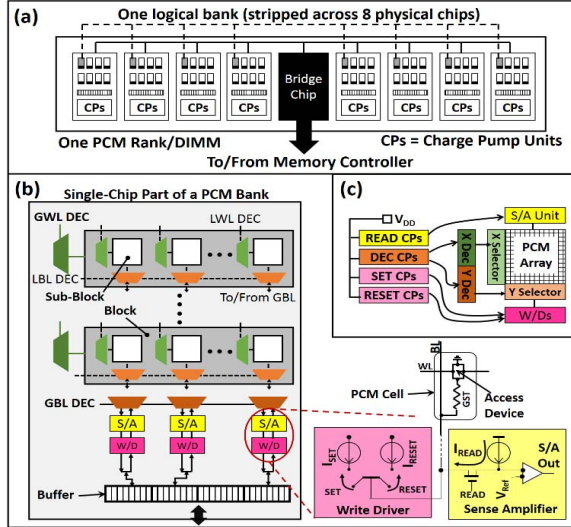 (a)
One logical bank (stripped across 8 physical chips)
CPs CPs CPs CPs Bridge Chip CPs CPs CPs CPs
One PCM Rank/DIMM
CPs = Charge Pump Units
To/From Memory Controller
(b)
Single-Chip Part of a PCM Bank
GWL DEC
LWL DEC
LBL DEC
Sub-Block
To/From GBL
Block
GBL DEC
S/A S/A S/A
W/D W/D W/D
Buffer
(c)
VDD
READ CPs
DEC CPs
SET CPs
RESET CPs
X Dec
Y Dec
X Selector
S/A Unit
PCM
Array
Y Selector
W/Ds
BL
WL
GST
PCM Cell
Access
Device
ISET
IRESET
SET
RESET
Write Driver
IREAD
READ
VRef
S/A
Out
Sense Amplifier